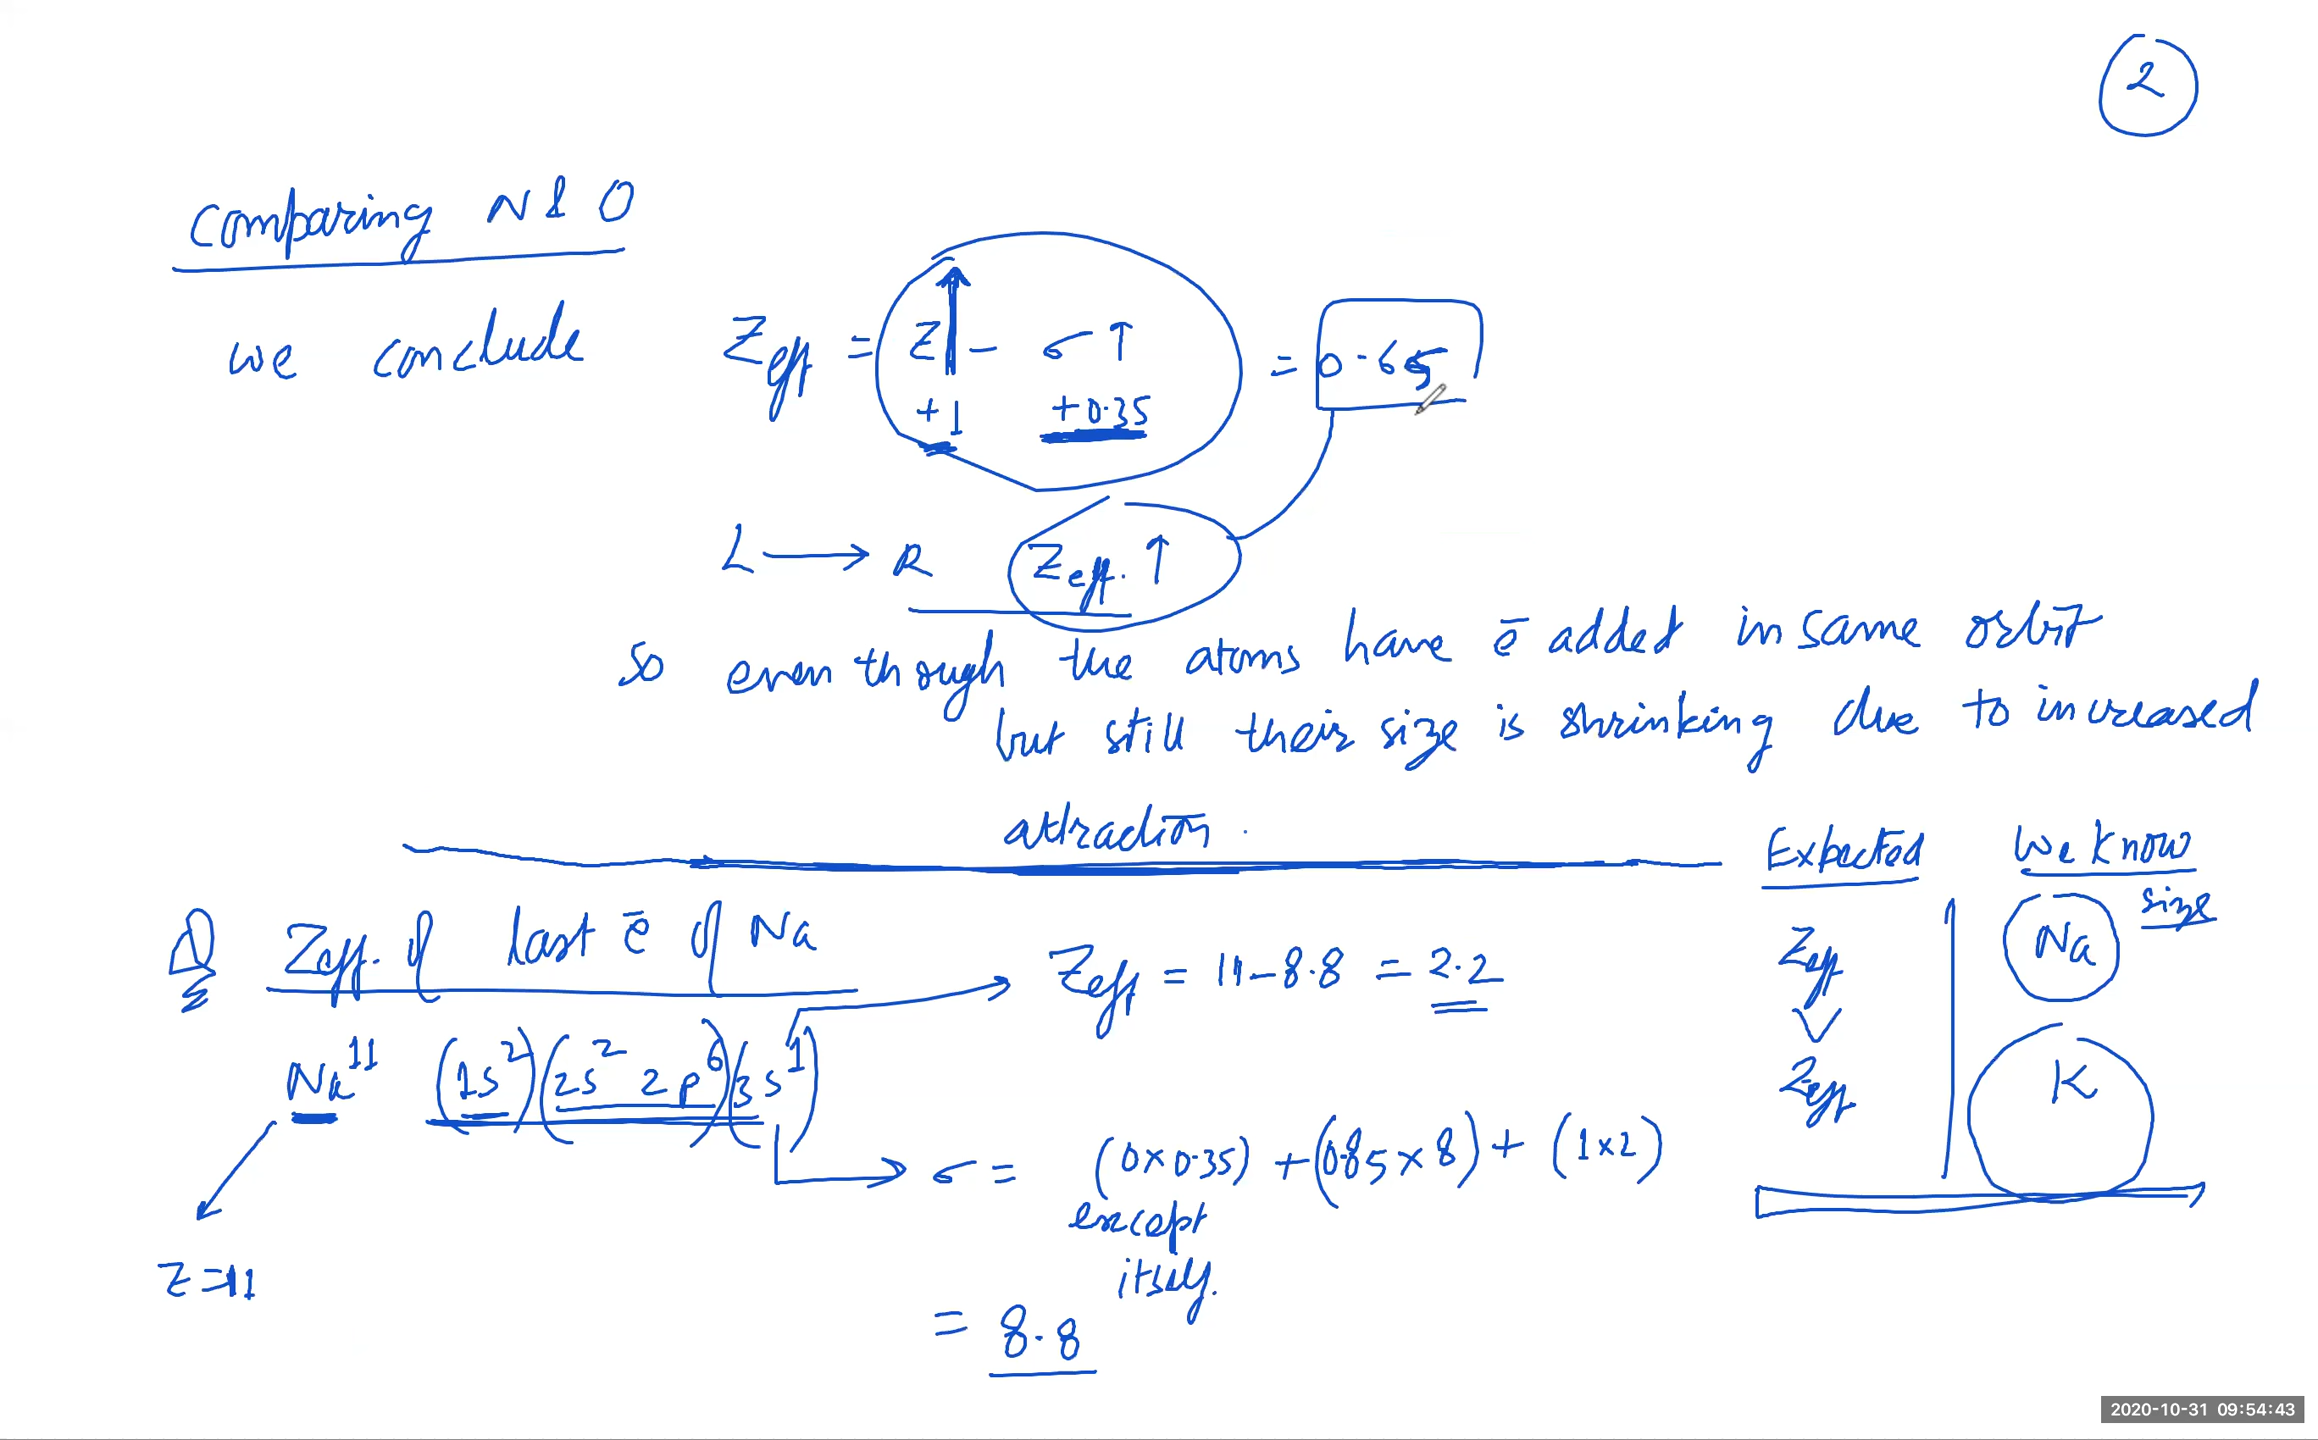 2
Comparing N & O
we conclude Zeff = Z↑ - σ↑ = 0.65
+1 +0.35
L → R Zeff. ↑
so even though the atoms have ē added in same orbit
but still their size is shrinking due to increased
attraction.
Expected We know
size
Q Zeff. of last ē of Na
Zeff = 11-8.8 = 2.2
Zeff
Na
V
Zeff
K
Na¹¹ (1s²)(2s² 2p⁶)(3s¹)
σ = (0×0.35) + (0.85×8) + (1×2)
except
itself.
Z=11
= 8.8
2020-10-31 09:54:43